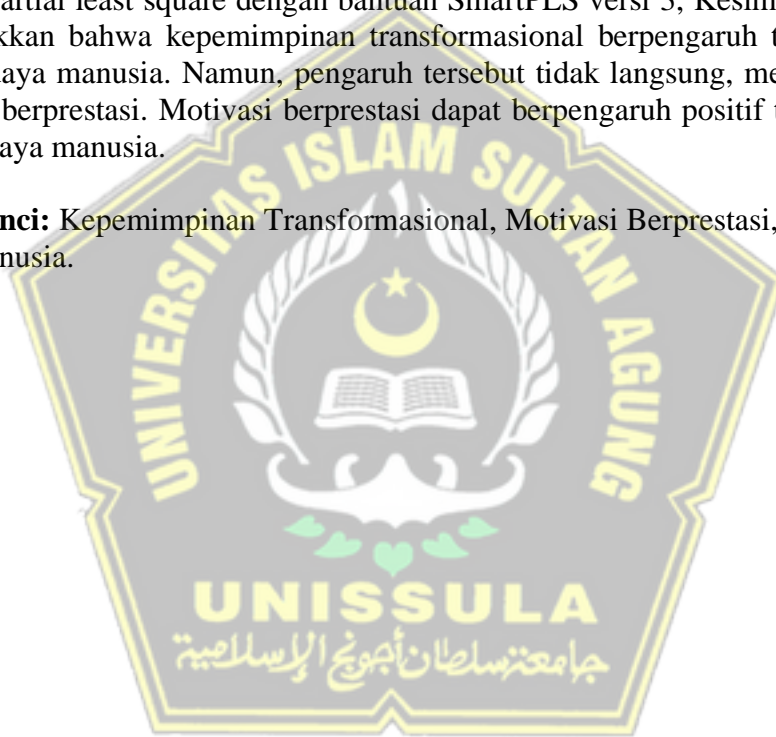 artial least square dengan bantuan SmartPLS versi 3, Kesim
kkan bahwa kepemimpinan transformasional berpengaruh t
daya manusia. Namun, pengaruh tersebut tidak langsung, me
berprestasi. Motivasi berprestasi dapat berpengaruh positif t
aya manusia.
nci: Kepemimpinan Transformasional, Motivasi Berprestasi,
nusia.
UNIVERSITAS ISLAM SULTAN AGUNG
UNISSULA
جامعة سلطان أجونج الإسلامية